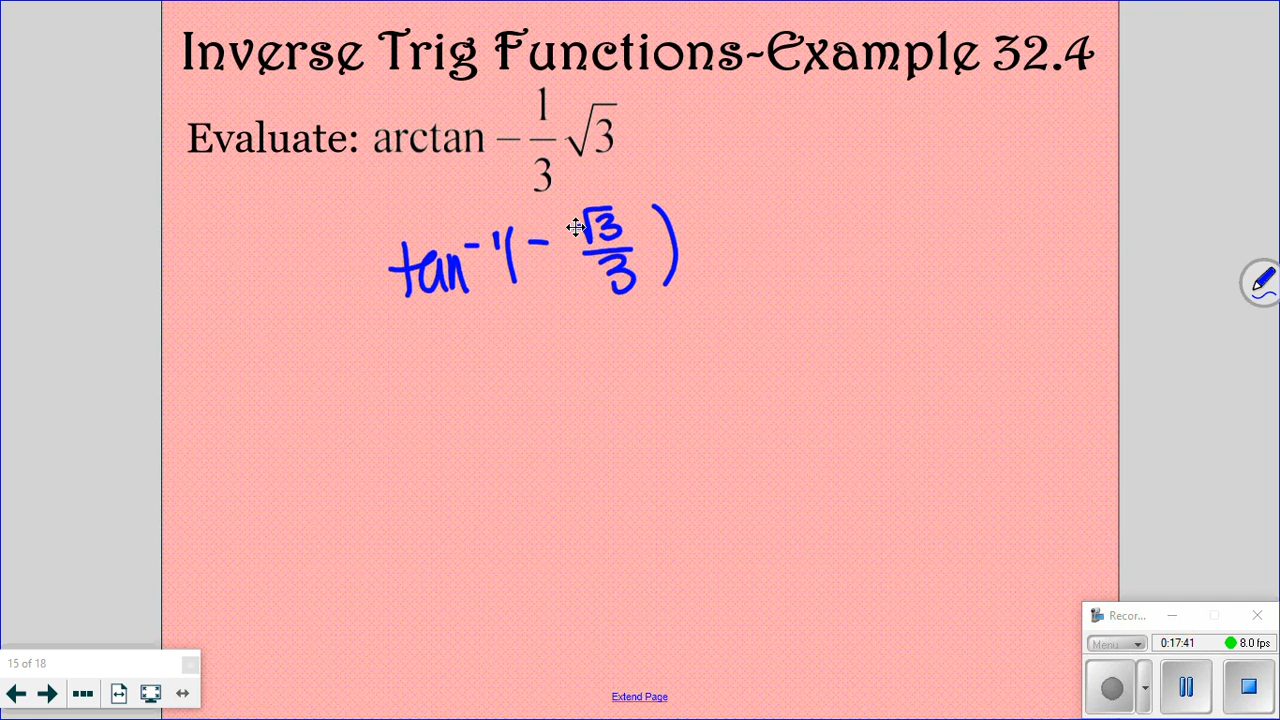 Inverse Trig Functions-Example 32.4
Evaluate: arctan −1/3 √3
tan⁻¹(−√3/3)
Recor...
Menu
0:17:41
8.0 fps
15 of 18
Extend Page